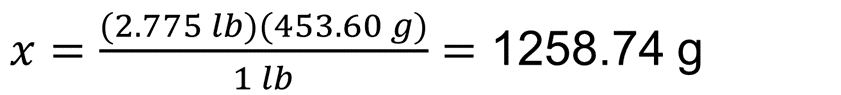 x = (2.775 lb)(453.60 g) / 1 lb = 1258.74 g